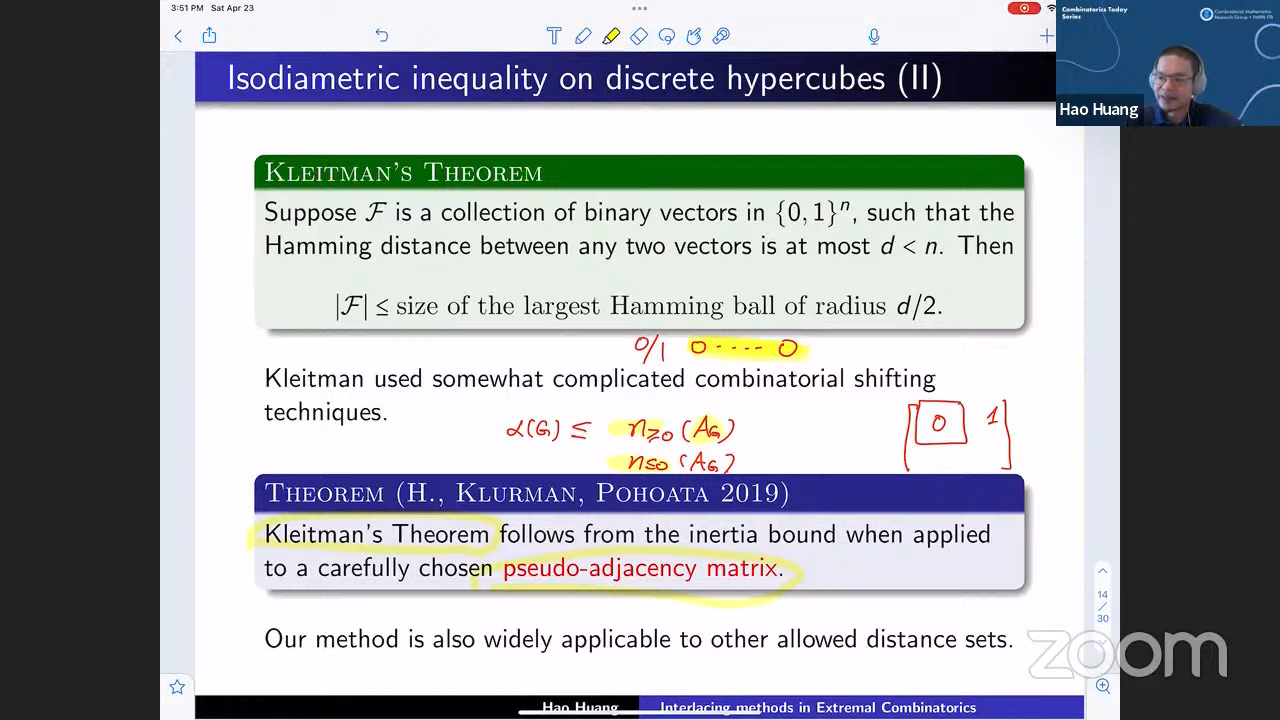 3:51 PM Sat Apr 23
Combinatorics Today
Series
Combinatorial Mathematics
Research Group - FMIPA ITB
Isodiametric inequality on discrete hypercubes (II)
Hao Huang
KLEITMAN'S THEOREM
Suppose ℱ is a collection of binary vectors in {0, 1}ⁿ, such that the
Hamming distance between any two vectors is at most d < n. Then
|ℱ| ≤ size of the largest Hamming ball of radius d/2.
0/1 0 ---- 0
Kleitman used somewhat complicated combinatorial shifting
techniques.
α(G) ≤ n≥0 (A_G)
n≤0 (A_G)
0 1
THEOREM (H., KLURMAN, POHOATA 2019)
Kleitman's Theorem follows from the inertia bound when applied
to a carefully chosen pseudo-adjacency matrix.
14
/
30
Our method is also widely applicable to other allowed distance sets.
zoom
Hao Huang Interlacing methods in Extremal Combinatorics